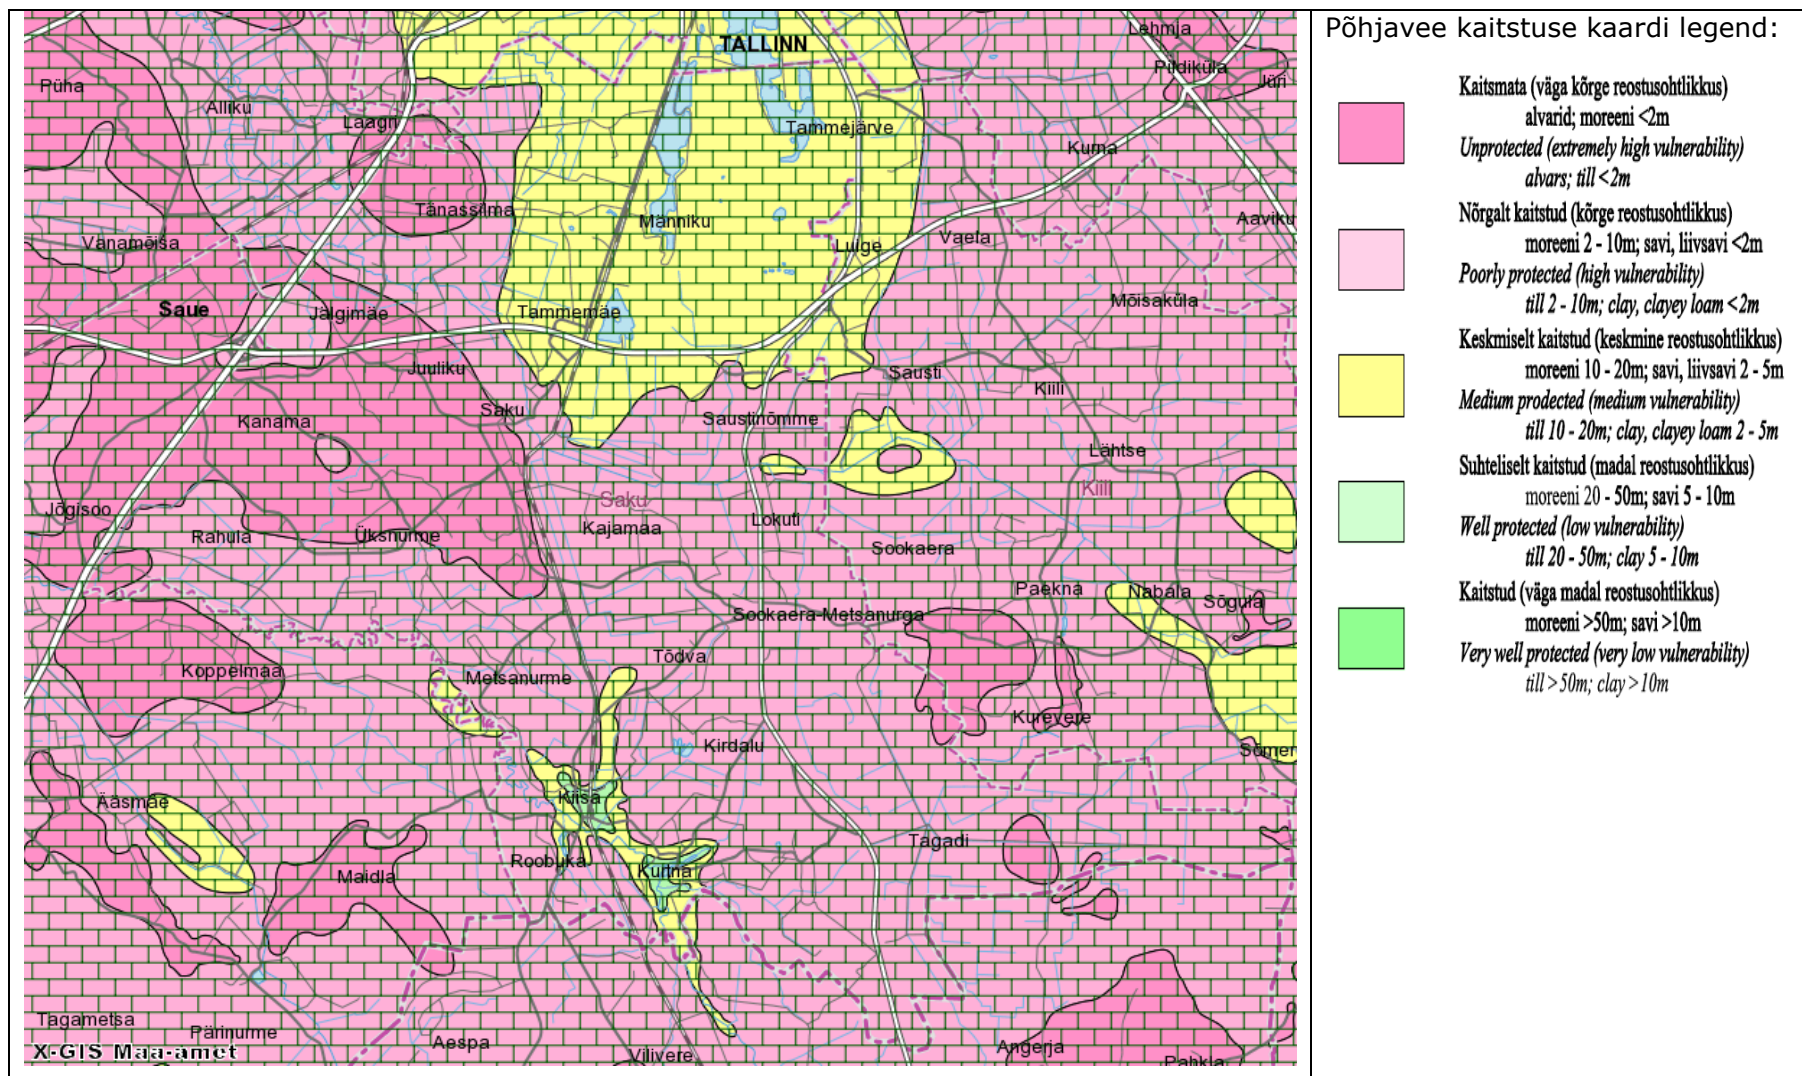 Põhjavee kaitstuse kaardi legend:
Kaitsmata (väga kõrge reostusohtlikkus)
alvarid; moreeni <2m
Unprotected (extremely high vulnerability)
alvars; till <2m
Nõrgalt kaitstud (kõrge reostusohtlikkus)
moreeni 2 - 10m; savi, liivsavi <2m
Poorly protected (high vulnerability)
till 2 - 10m; clay, clayey loam <2m
Keskmiselt kaitstud (keskmine reostusohtlikkus)
moreeni 10 - 20m; savi, liivsavi 2 - 5m
Medium prodected (medium vulnerability)
till 10 - 20m; clay, clayey loam 2 - 5m
Suhteliselt kaitstud (madal reostusohtlikkus)
moreeni 20 - 50m; savi 5 - 10m
Well protected (low vulnerability)
till 20 - 50m; clay 5 - 10m
Kaitstud (väga madal reostusohtlikkus)
moreeni >50m; savi >10m
Very well protected (very low vulnerability)
till >50m; clay >10m
Lehmja
TALLINN
Pildiküla
Püha
Jüri
Alliku
Laagri
Tammejärve
Kurna
Tänassilma
Männiku
Aaviku
Vanamõisa
Luige
Vaela
Saue
Jälgimäe
Tammemäe
Mõisaküla
Juuliku
Sausti
Kiili
Kanama
Saku
Saustinõmme
Lähtse
Kiili
Saku
Jõgisoo
Kajamaa
Lokuti
Rahula
Üksnurme
Sookaera
Paekna
Nabala
Sõgula
Sookaera-Metsanurga
Tõdva
Koppelmaa
Metsanurme
Kurevere
Kirdalu
Sõmer
Ääsmäe
Kiisa
Tagadi
Roobuka
Maidla
Kurtna
Tagametsa
Pärinurme
Aespa
Angerja
X-GIS Maa-amet
Vilivere
Pahkla